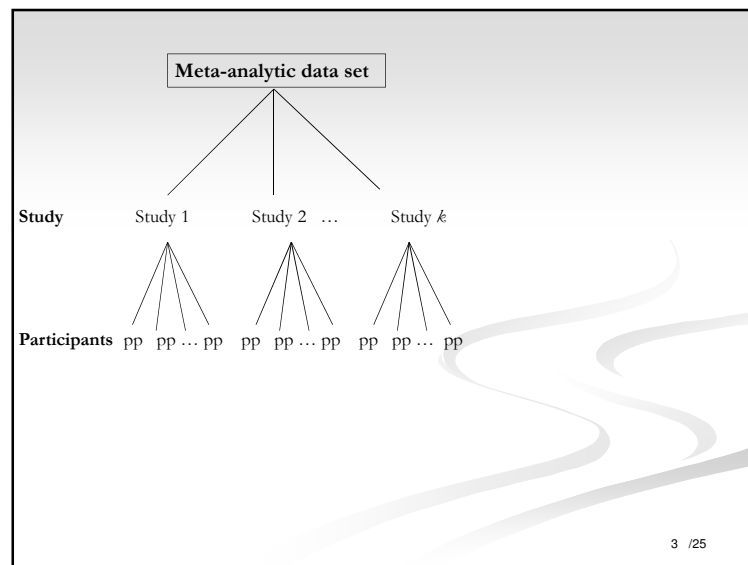 Meta-analytic data set
Study Study 1 Study 2 … Study k
Participants pp pp … pp pp pp … pp pp pp … pp
3 /25